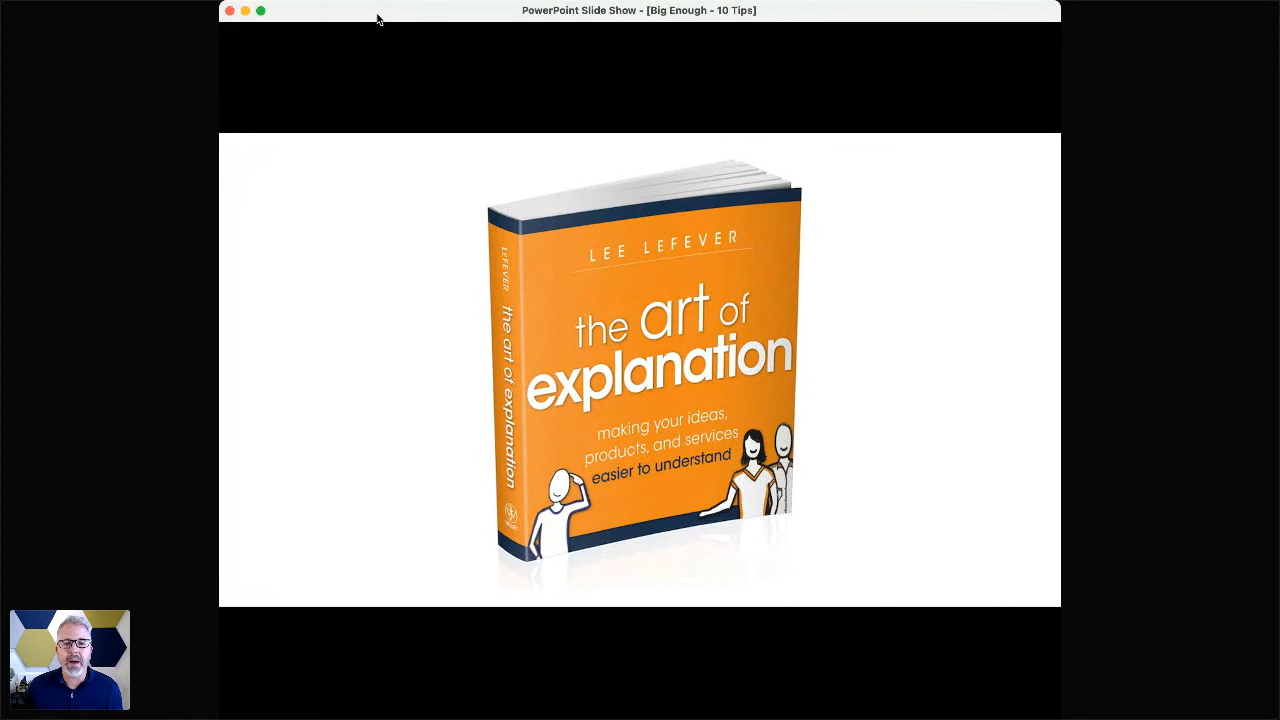 PowerPoint Slide Show - [Big Enough - 10 Tips]
LEE LEFEVER
the art of
explanation
making your ideas,
products, and services
easier to understand
LEFEVER
the art of explanation
WILEY